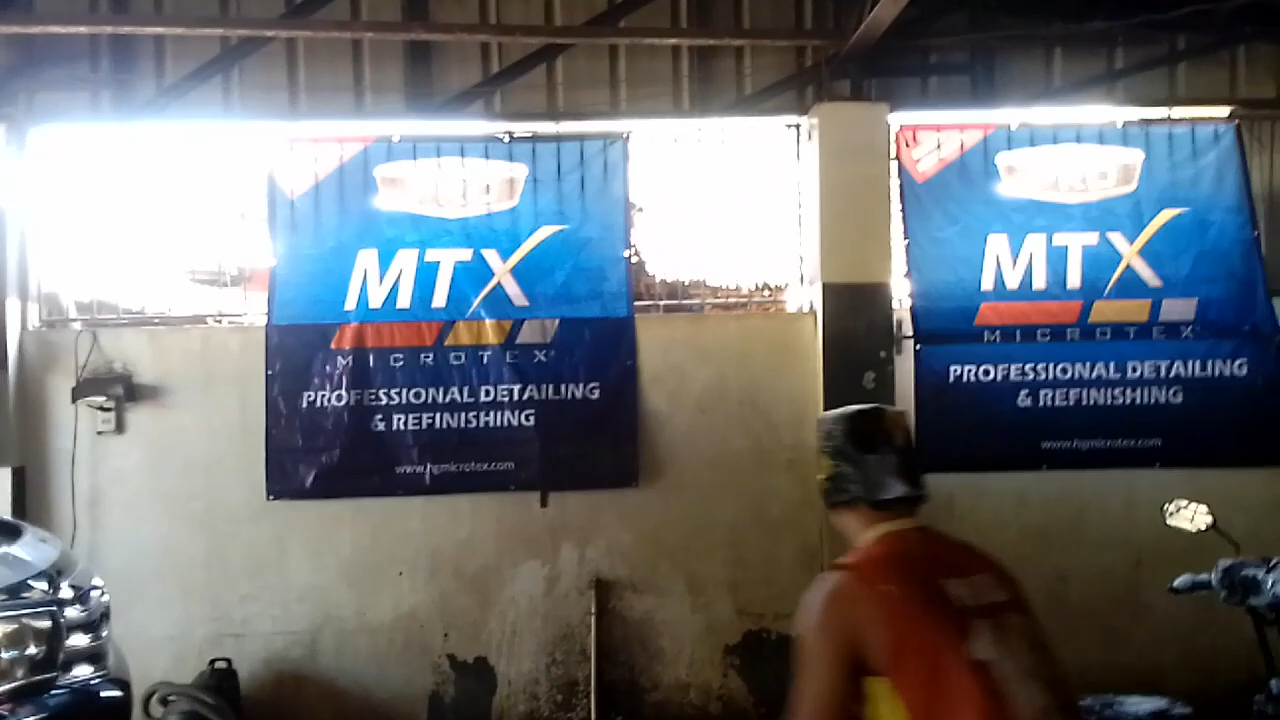 MTX
MICROTEX
PROFESSIONAL DETAILING
& REFINISHING
www.hgmicrotex.com
MTX
MICROTEX
PROFESSIONAL DETAILING
& REFINISHING
www.hgmicrotex.com